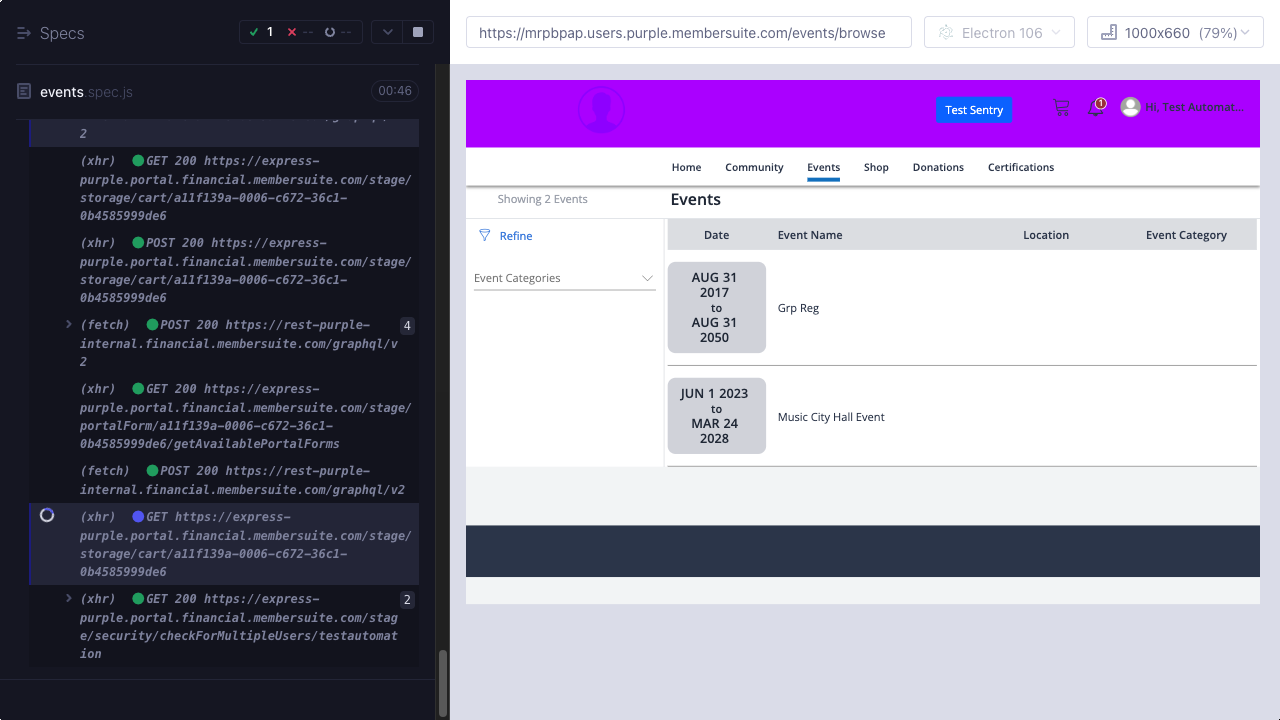 Specs
1
--
--
events.spec.js
00:46
2
(xhr) GET 200 https://express-
purple.portal.financial.membersuite.com/stage/
storage/cart/a11f139a-0006-c672-36c1-
0b4585999de6
(xhr) POST 200 https://express-
purple.portal.financial.membersuite.com/stage/
storage/cart/a11f139a-0006-c672-36c1-
0b4585999de6
(fetch) POST 200 https://rest-purple-
internal.financial.membersuite.com/graphql/v
2
4
(xhr) GET 200 https://express-
purple.portal.financial.membersuite.com/stage/
portalForm/a11f139a-0006-c672-36c1-
0b4585999de6/getAvailablePortalForms
(fetch) POST 200 https://rest-purple-
internal.financial.membersuite.com/graphql/v2
(xhr) GET https://express-
purple.portal.financial.membersuite.com/stage/
storage/cart/a11f139a-0006-c672-36c1-
0b4585999de6
(xhr) GET 200 https://express-
purple.portal.financial.membersuite.com/stag
e/security/checkForMultipleUsers/testautomat
ion
2
https://mrpbpap.users.purple.membersuite.com/events/browse
Electron 106
1000x660 (79%)
Test Sentry
1
Hi, Test Automat...
Home Community Events Shop Donations Certifications
Showing 2 Events
Events
Refine
Event Categories
Date Event Name Location Event Category
AUG 31
2017
to
AUG 31
2050
Grp Reg
JUN 1 2023
to
MAR 24
2028
Music City Hall Event